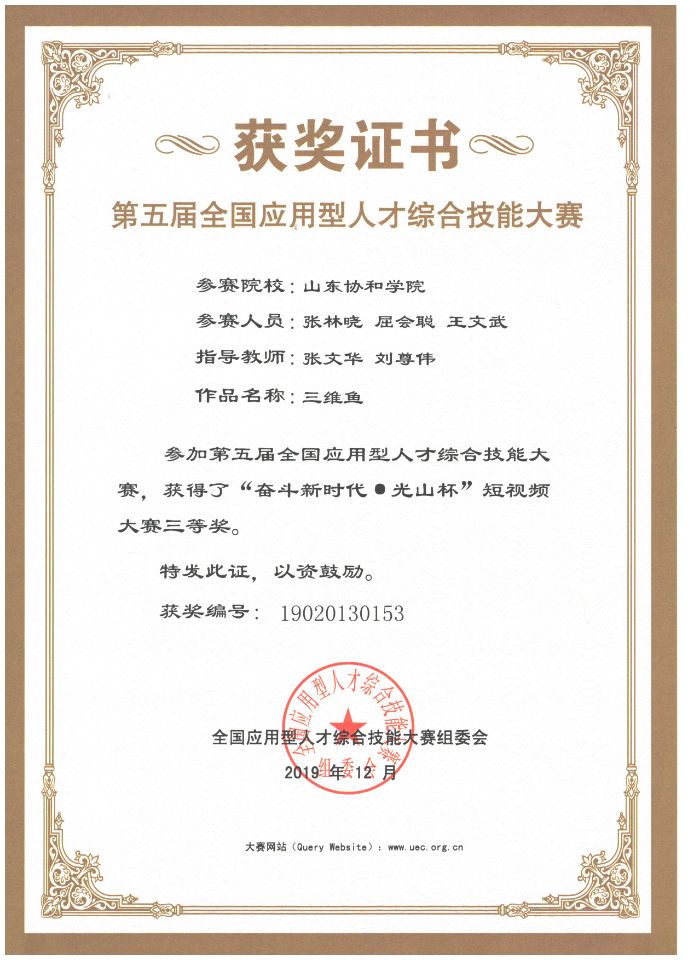 获奖证书
第五届全国应用型人才综合技能大赛
参赛院校：山东协和学院
参赛人员：张林晓 屈会聪 王文武
指导教师：张文华 刘尊伟
作品名称：三维鱼
参加第五届全国应用型人才综合技能大
赛，获得了“奋斗新时代●光山杯”短视频
大赛三等奖。
特发此证，以资鼓励。
获奖编号：19020130153
全国应用型人才综合技能大赛
组委会
全国应用型人才综合技能大赛组委会
2019 年 12 月
大赛网站（Query Website）：www.uec.org.cn